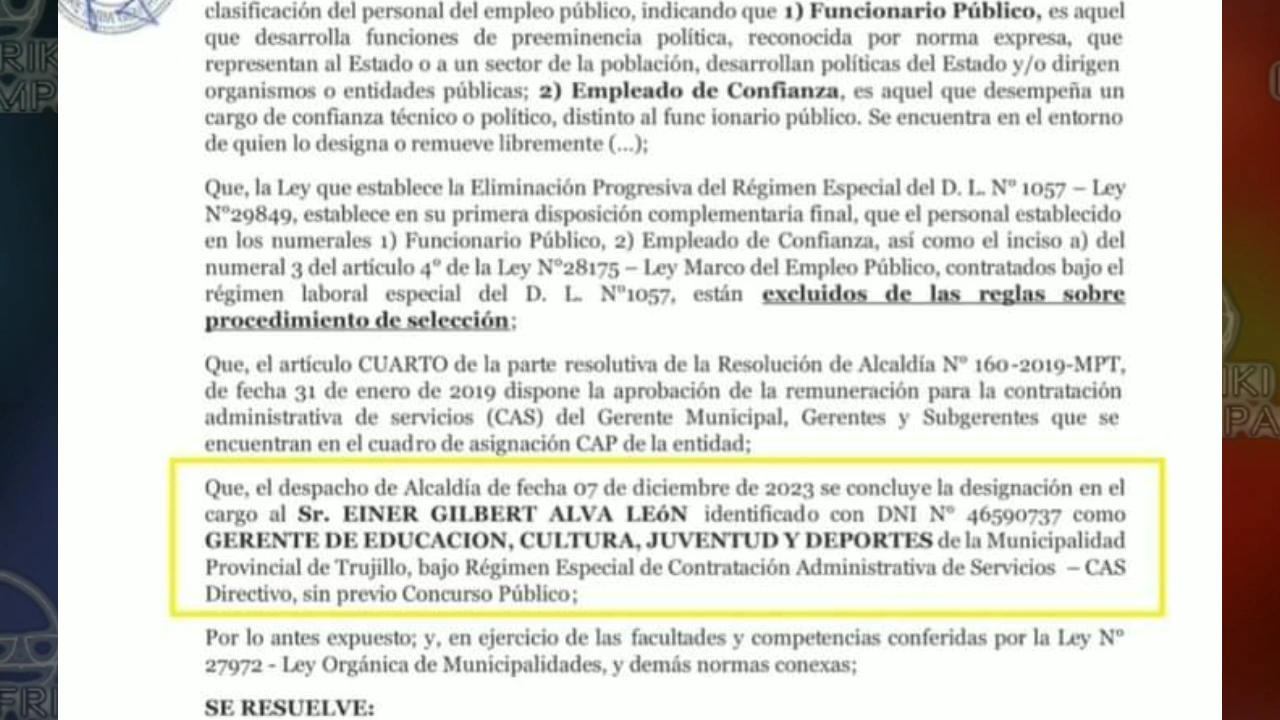 clasificación del personal del empleo público, indicando que 1) Funcionario Público, es aquel
que desarrolla funciones de preeminencia política, reconocida por norma expresa, que
representan al Estado o a un sector de la población, desarrollan políticas del Estado y/o dirigen
organismos o entidades públicas; 2) Empleado de Confianza, es aquel que desempeña un
cargo de confianza técnico o político, distinto al func ionario público. Se encuentra en el entorno
de quien lo designa o remueve libremente (...);
Que, la Ley que establece la Eliminación Progresiva del Régimen Especial del D. L. N° 1057 – Ley
N°29849, establece en su primera disposición complementaria final, que el personal establecido
en los numerales 1) Funcionario Público, 2) Empleado de Confianza, así como el inciso a) del
numeral 3 del artículo 4° de la Ley N°28175 – Ley Marco del Empleo Público, contratados bajo el
régimen laboral especial del D. L. N°1057, están excluidos de las reglas sobre
procedimiento de selección;
Que, el artículo CUARTO de la parte resolutiva de la Resolución de Alcaldía N° 160-2019-MPT,
de fecha 31 de enero de 2019 dispone la aprobación de la remuneración para la contratación
administrativa de servicios (CAS) del Gerente Municipal, Gerentes y Subgerentes que se
encuentran en el cuadro de asignación CAP de la entidad;
Que, el despacho de Alcaldía de fecha 07 de diciembre de 2023 se concluye la designación en el
cargo al Sr. EINER GILBERT ALVA LEóN identificado con DNI N° 46590737 como
GERENTE DE EDUCACION, CULTURA, JUVENTUD Y DEPORTES de la Municipalidad
Provincial de Trujillo, bajo Régimen Especial de Contratación Administrativa de Servicios – CAS
Directivo, sin previo Concurso Público;
Por lo antes expuesto; y, en ejercicio de las facultades y competencias conferidas por la Ley N°
27972 - Ley Orgánica de Municipalidades, y demás normas conexas;
SE RESUELVE: